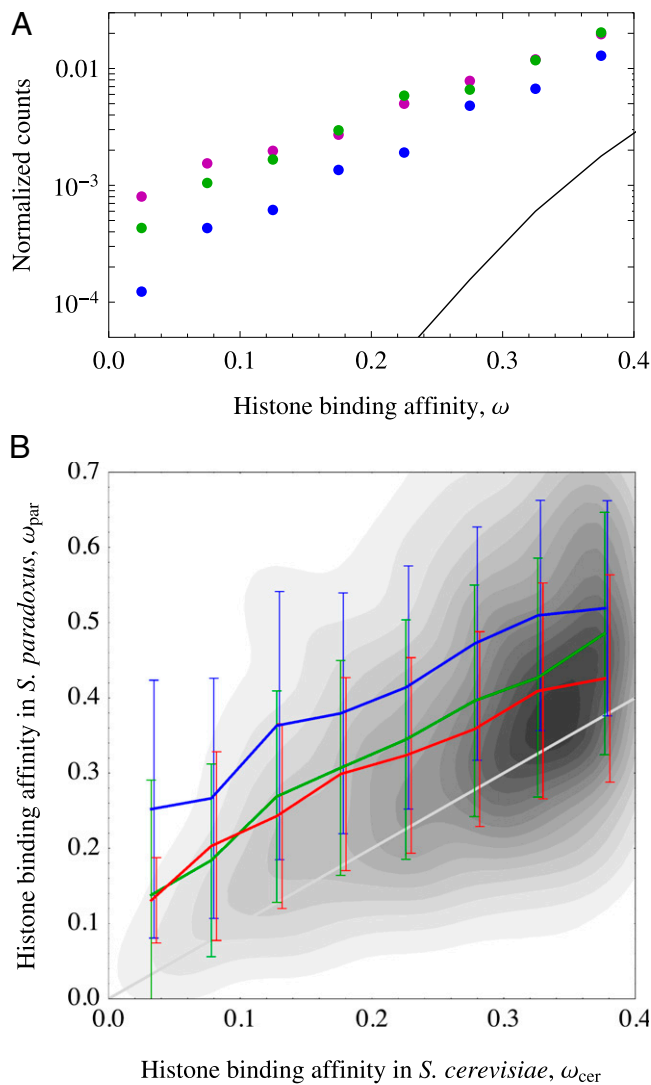 A
Normalized counts
0.01
10⁻³
10⁻⁴
0.0 0.1 0.2 0.3 0.4
Histone binding affinity, ω
B
Histone binding affinity in S. paradoxus, ωpar
0.7
0.6
0.5
0.4
0.3
0.2
0.1
0.0
0.0 0.1 0.2 0.3 0.4
Histone binding affinity in S. cerevisiae, ωcer